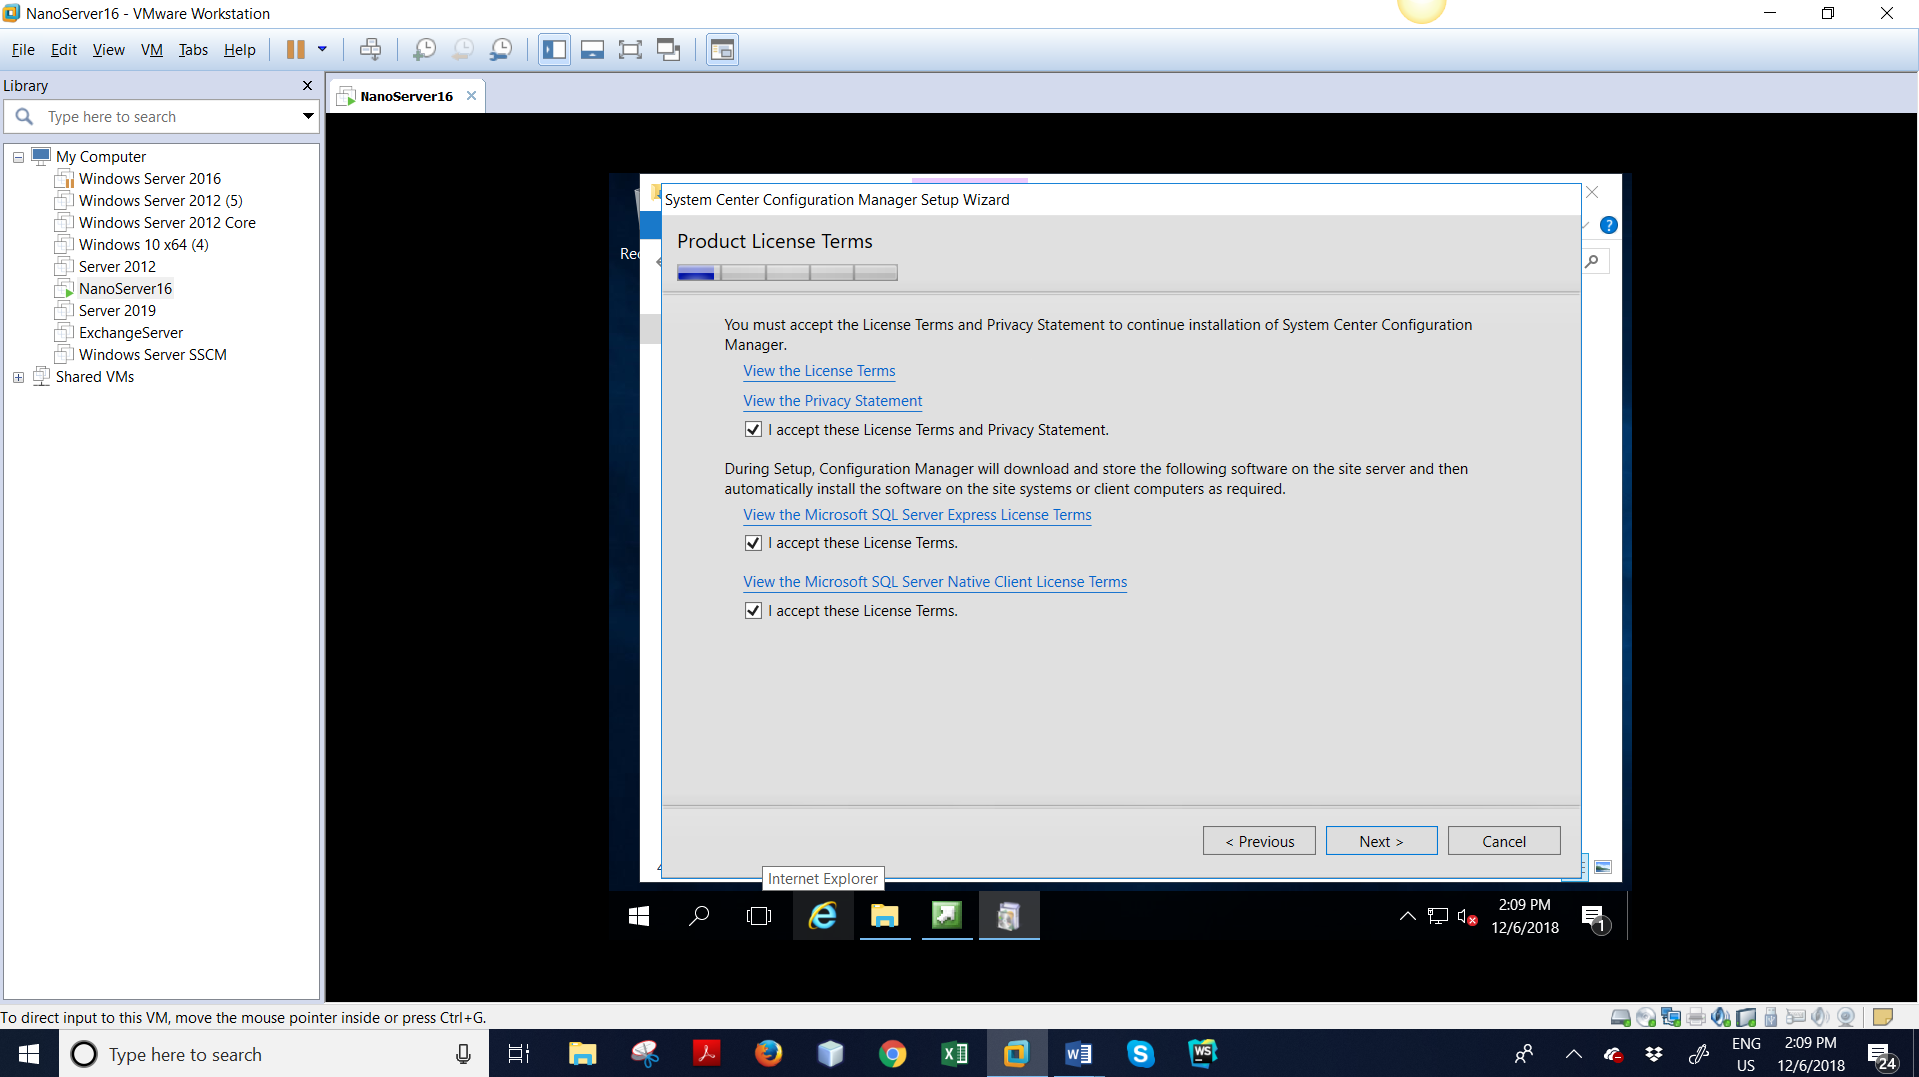 NanoServer16 - VMware Workstation
File Edit View VM Tabs Help
Library
Type here to search
My Computer
Windows Server 2016
Windows Server 2012 (5)
Windows Server 2012 Core
Windows 10 x64 (4)
Server 2012
NanoServer16
Server 2019
ExchangeServer
Windows Server SSCM
Shared VMs
NanoServer16
Rec
System Center Configuration Manager Setup Wizard
Product License Terms
You must accept the License Terms and Privacy Statement to continue installation of System Center Configuration
Manager.
View the License Terms
View the Privacy Statement
I accept these License Terms and Privacy Statement.
During Setup, Configuration Manager will download and store the following software on the site server and then
automatically install the software on the site systems or client computers as required.
View the Microsoft SQL Server Express License Terms
I accept these License Terms.
View the Microsoft SQL Server Native Client License Terms
I accept these License Terms.
< Previous Next > Cancel
Internet Explorer
2:09 PM
12/6/2018
1
To direct input to this VM, move the mouse pointer inside or press Ctrl+G.
Type here to search
WS
ENG
US
2:09 PM
12/6/2018
24